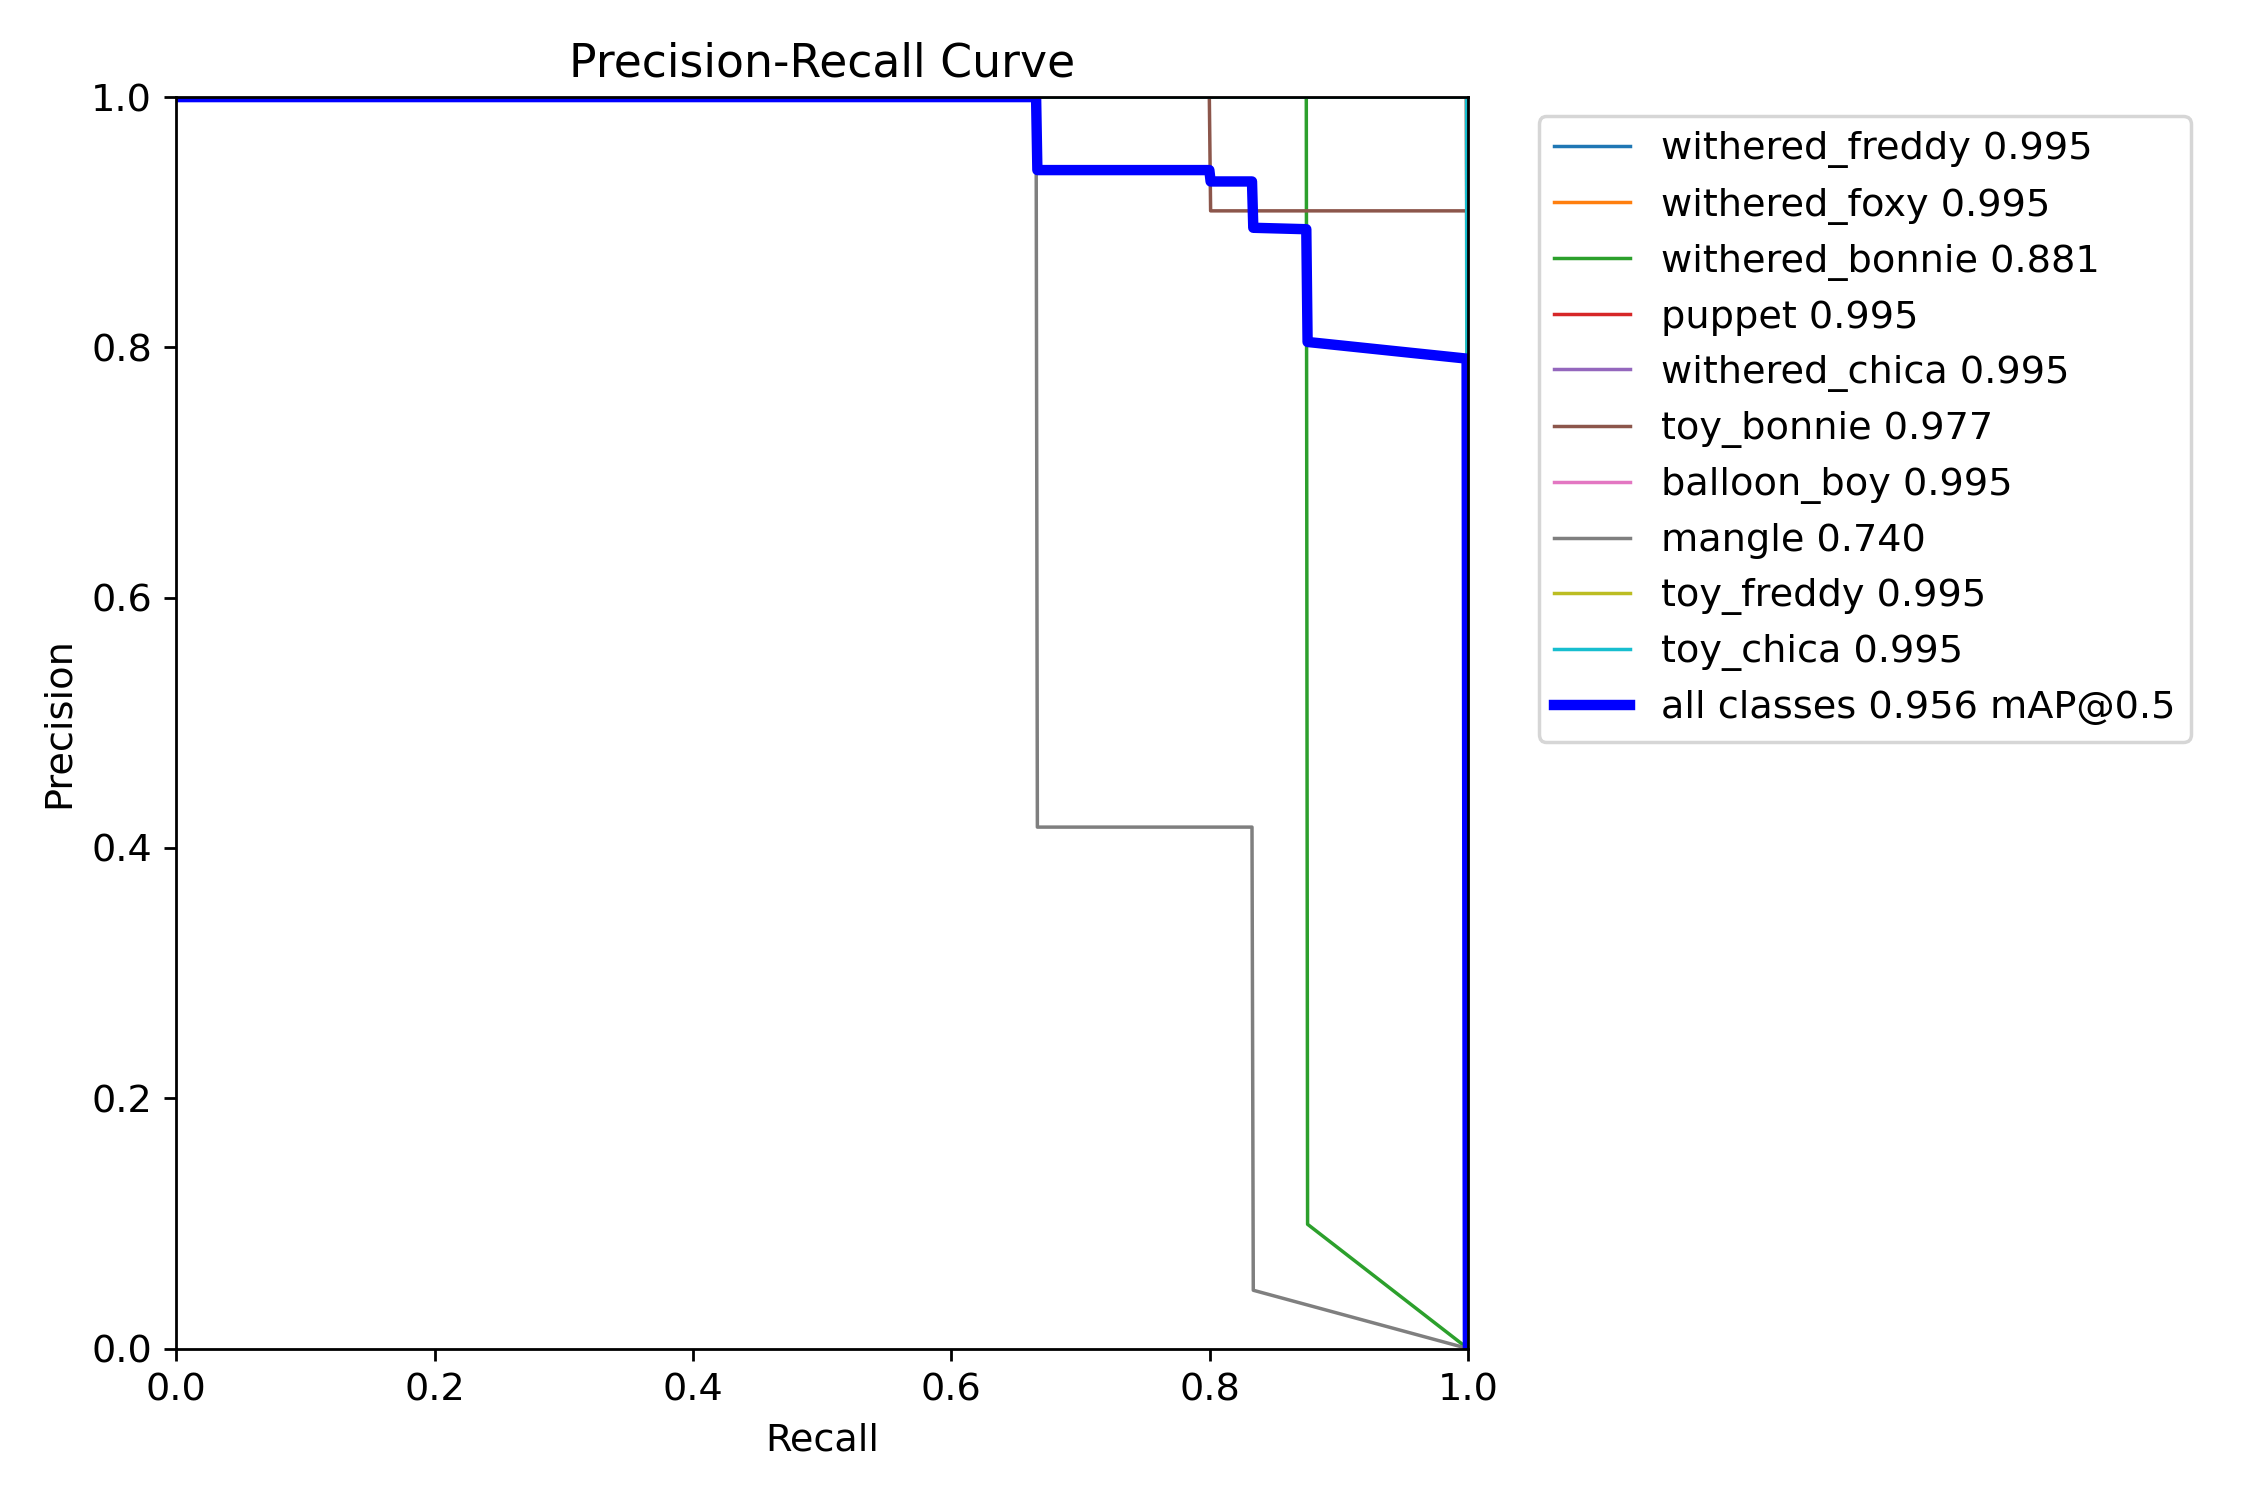 Precision-Recall Curve
1.0
0.8
0.6
0.4
0.2
0.0
Precision
0.0 0.2 0.4 0.6 0.8 1.0
Recall
withered_freddy 0.995
withered_foxy 0.995
withered_bonnie 0.881
puppet 0.995
withered_chica 0.995
toy_bonnie 0.977
balloon_boy 0.995
mangle 0.740
toy_freddy 0.995
toy_chica 0.995
all classes 0.956 mAP@0.5